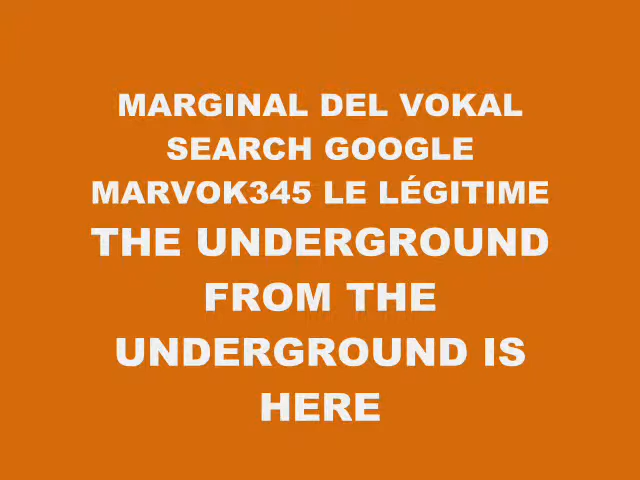 MARGINAL DEL VOKAL
SEARCH GOOGLE
MARVOK345 LE LÉGITIME
THE UNDERGROUND
FROM THE
UNDERGROUND IS
HERE